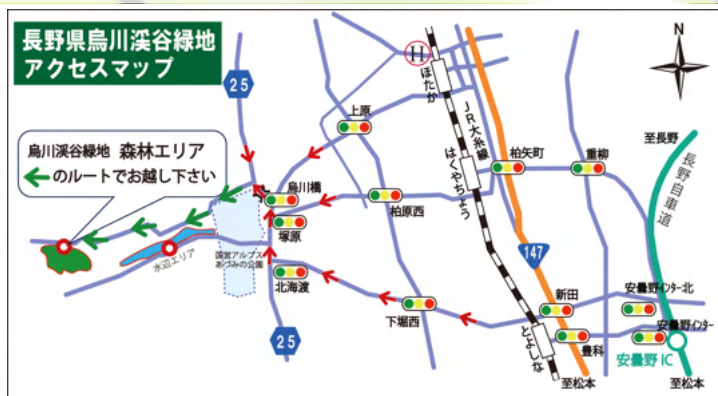 長野県烏川渓谷緑地
アクセスマップ
N
25
H
ほたか
上原
JR大糸線
至長野
烏川渓谷緑地 森林エリア
のルートでお越し下さい
柏矢町
重柳
長野自車道
はくやちょう
烏川橋
柏原西
塚原
国営アルプス
あづみの公園
水辺エリア
147
北海渡
新田
安曇野インター北
下堀西
安曇野インター
25
とよしな
豊科
安曇野IC
至松本
至松本